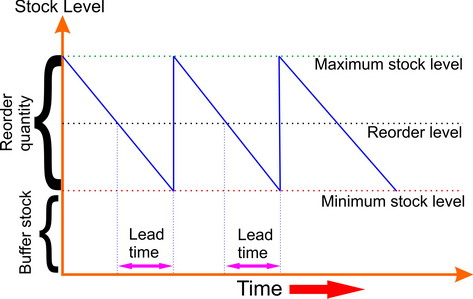 Stock Level
Maximum stock level
Reorder
quantity
Reorder level
Minimum stock level
Buffer stock
Lead
time
Lead
time
Time